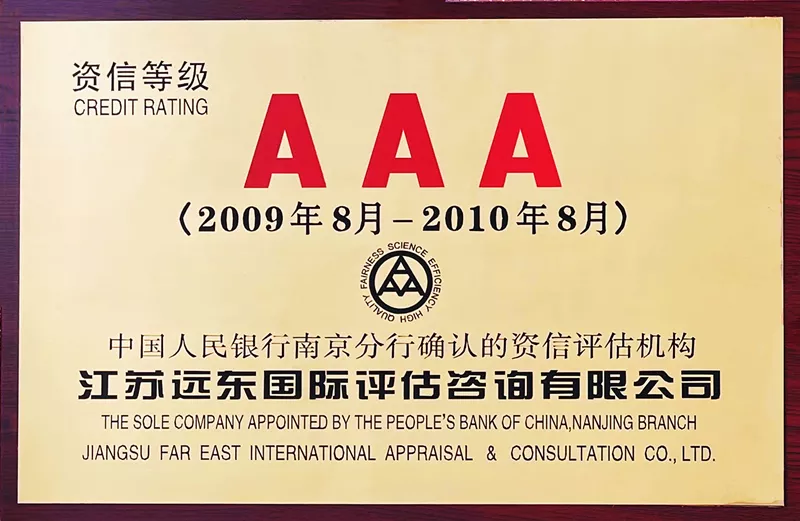 资信等级
CREDIT RATING
AAA
（2009年8月－2010年8月）
FAIRNESS SCIENCE EFFICIENCY HIGH QUALITY
中国人民银行南京分行确认的资信评估机构
江苏远东国际评估咨询有限公司
THE SOLE COMPANY APPOINTED BY THE PEOPLE'S BANK OF CHINA,NANJING BRANCH
JIANGSU FAR EAST INTERNATIONAL APPRAISAL & CONSULTATION CO., LTD.